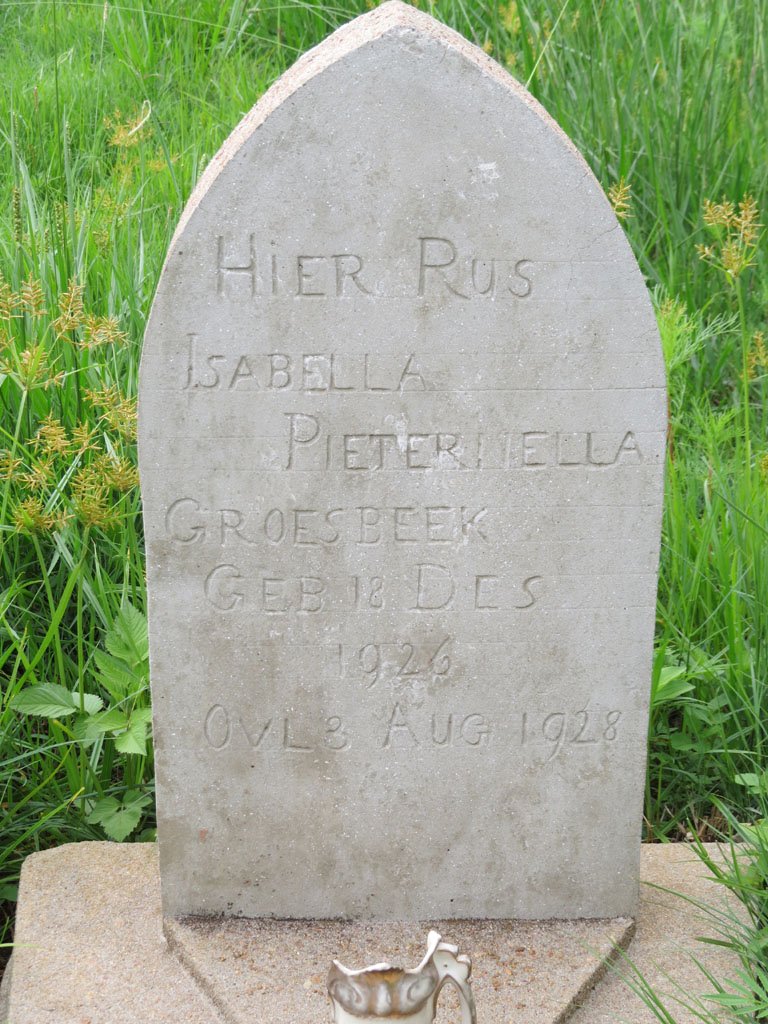 HIER RUS
ISABELLA
PIETERNELLA
GROESBEEK
GEB 18 DES
1926
OVL 3 AUG 1928